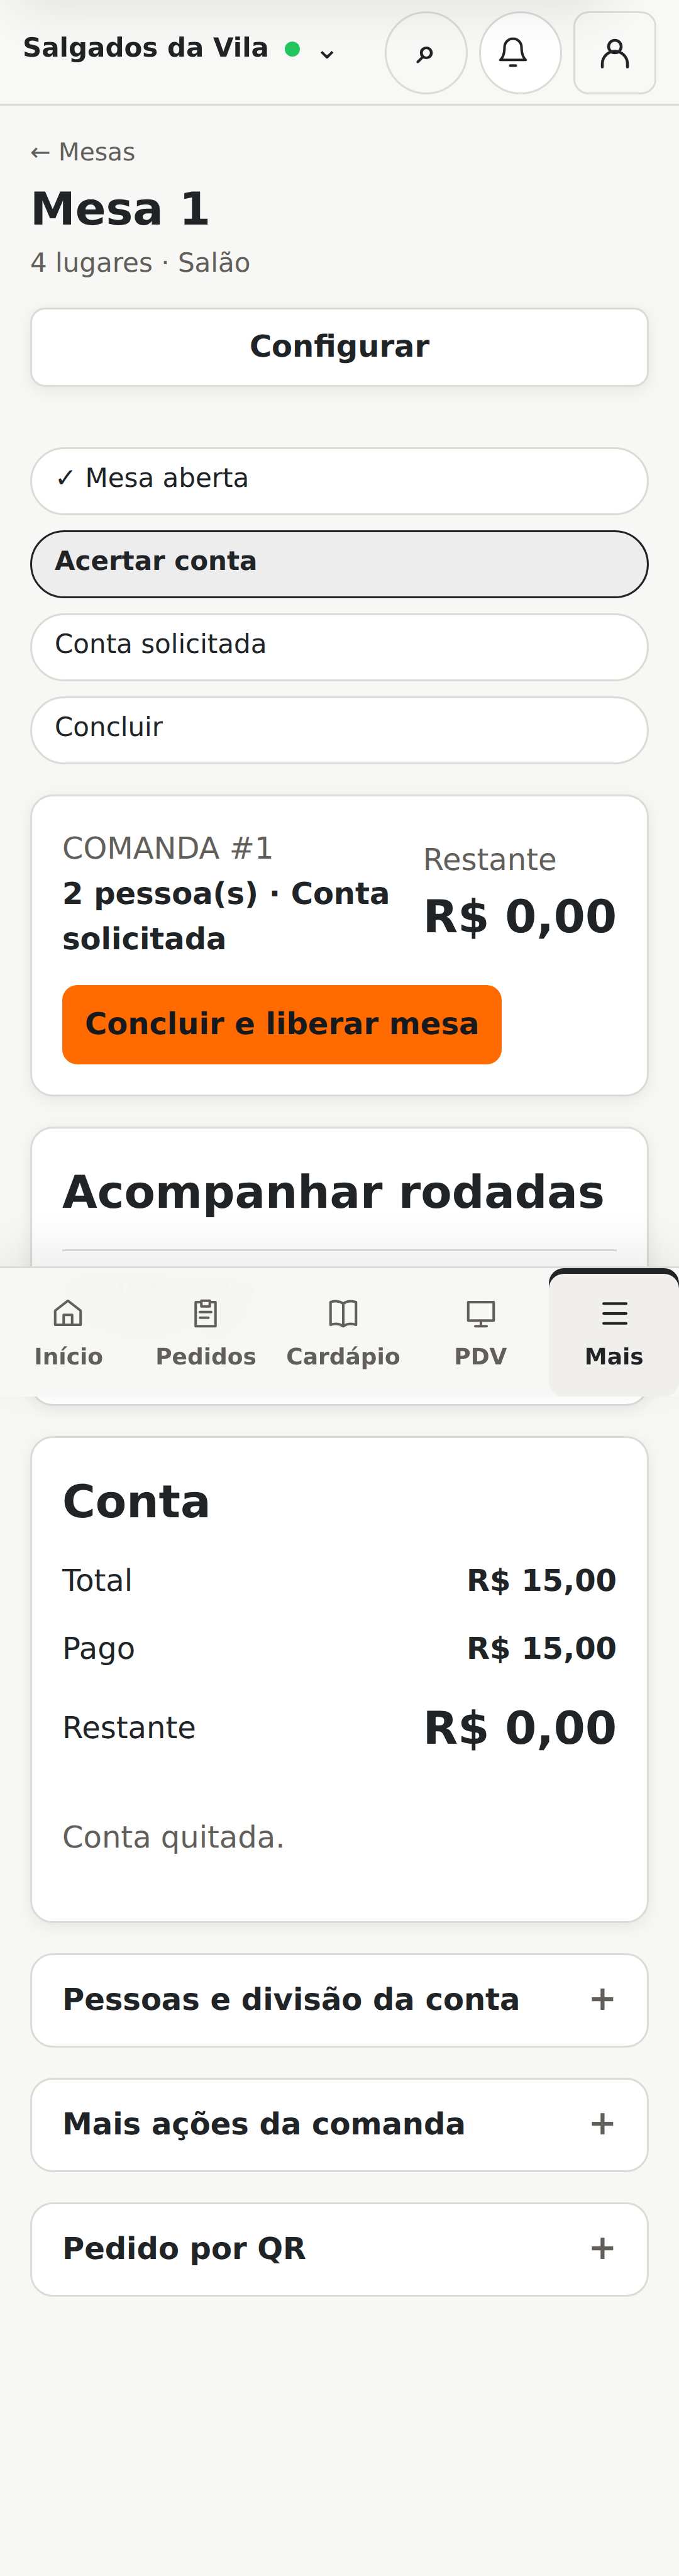 Salgados da Vila
← Mesas
Mesa 1
4 lugares · Salão
Configurar
✓ Mesa aberta
Acertar conta
Conta solicitada
Concluir
COMANDA #1
2 pessoa(s) · Conta
solicitada
Restante
R$ 0,00
Concluir e liberar mesa
Acompanhar rodadas
Início
Pedidos
Cardápio
PDV
Mais
Conta
Total R$ 15,00
Pago R$ 15,00
Restante R$ 0,00
Conta quitada.
Pessoas e divisão da conta +
Mais ações da comanda +
Pedido por QR +